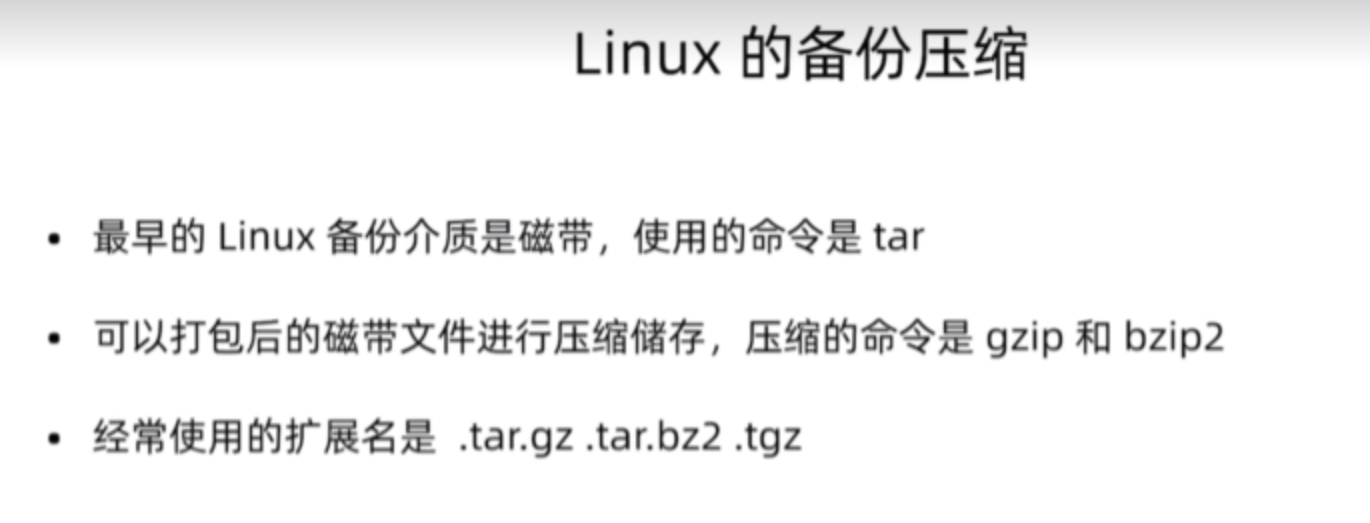 Linux 的备份压缩
• 最早的 Linux 备份介质是磁带，使用的命令是 tar
• 可以打包后的磁带文件进行压缩储存，压缩的命令是 gzip 和 bzip2
• 经常使用的扩展名是 .tar.gz .tar.bz2 .tgz